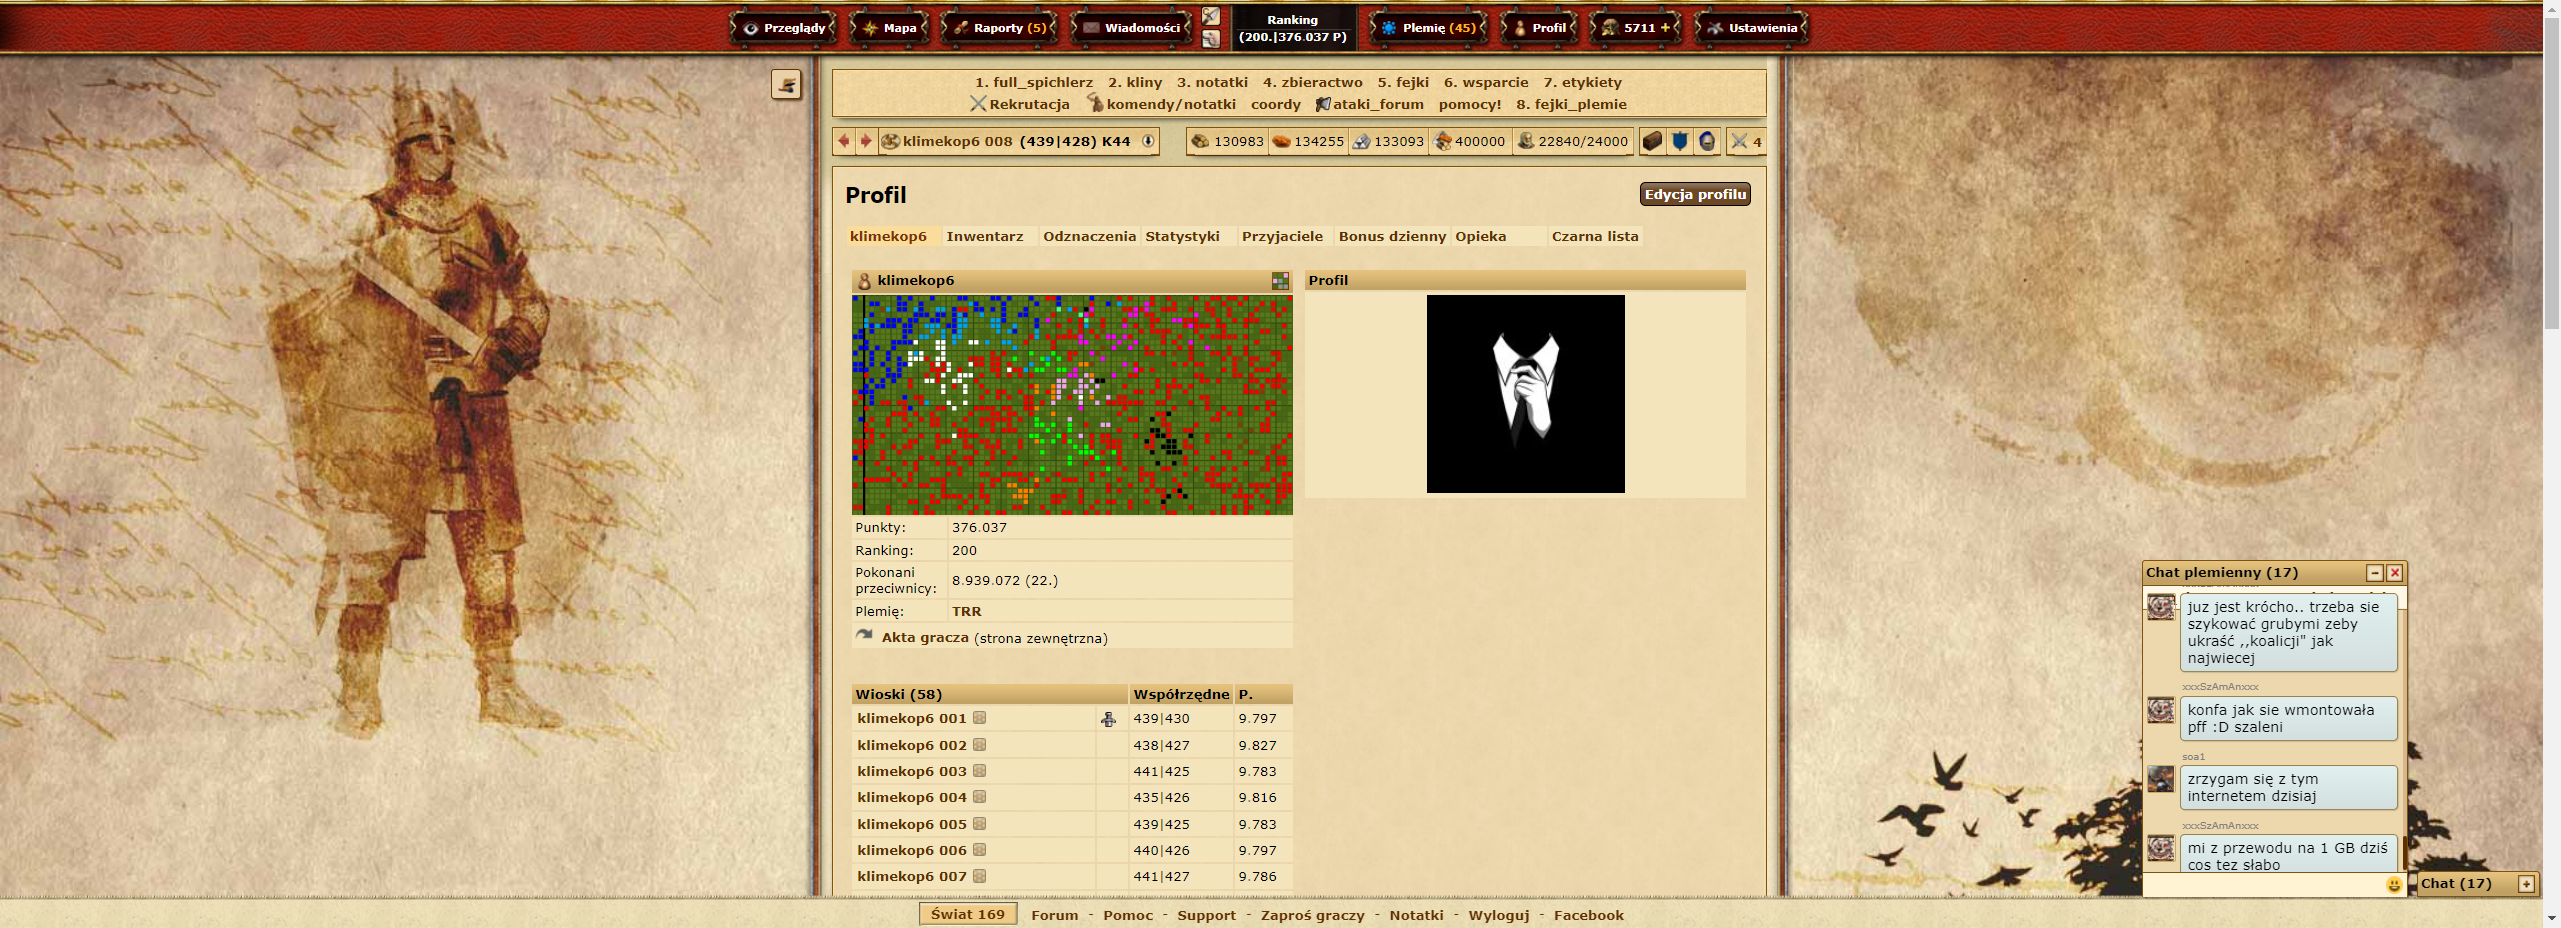 Przeglądy Mapa Raporty (5) Wiadomości Ranking Plemię (45) Profil 5711 + Ustawienia
(200.|376.037 P)
1. full_spichlerz 2. kliny 3. notatki 4. zbieractwo 5. fejki 6. wsparcie 7. etykiety
Rekrutacja komendy/notatki coordy ataki_forum pomocy! 8. fejki_plemie
klimekop6 008 (439|428) K44 130983 134255 133093 400000 22840/24000 4
Profil Edycja profilu
klimekop6 Inwentarz Odznaczenia Statystyki Przyjaciele Bonus dzienny Opieka Czarna lista
klimekop6
Profil
Punkty: 376.037
Ranking: 200
Pokonani
przeciwnicy: 8.939.072 (22.)
Plemię: TRR
Akta gracza (strona zewnętrzna)
Wioski (58) Współrzędne P.
klimekop6 001 439|430 9.797
klimekop6 002 438|427 9.827
klimekop6 003 441|425 9.783
klimekop6 004 435|426 9.816
klimekop6 005 439|425 9.783
klimekop6 006 440|426 9.797
klimekop6 007 441|427 9.786
Chat plemienny (17)
juz jest krócho.. trzeba sie
szykować grubymi zeby
ukraść ,,koalicji" jak
najwiecej
xxxSzAmAnxxx
konfa jak sie wmontowała
pff :D szaleni
soa1
zrzygam się z tym
internetem dzisiaj
xxxSzAmAnxxx
mi z przewodu na 1 GB dziś
cos tez słabo
Chat (17)
Świat 169 Forum - Pomoc - Support - Zaproś graczy - Notatki - Wyloguj - Facebook